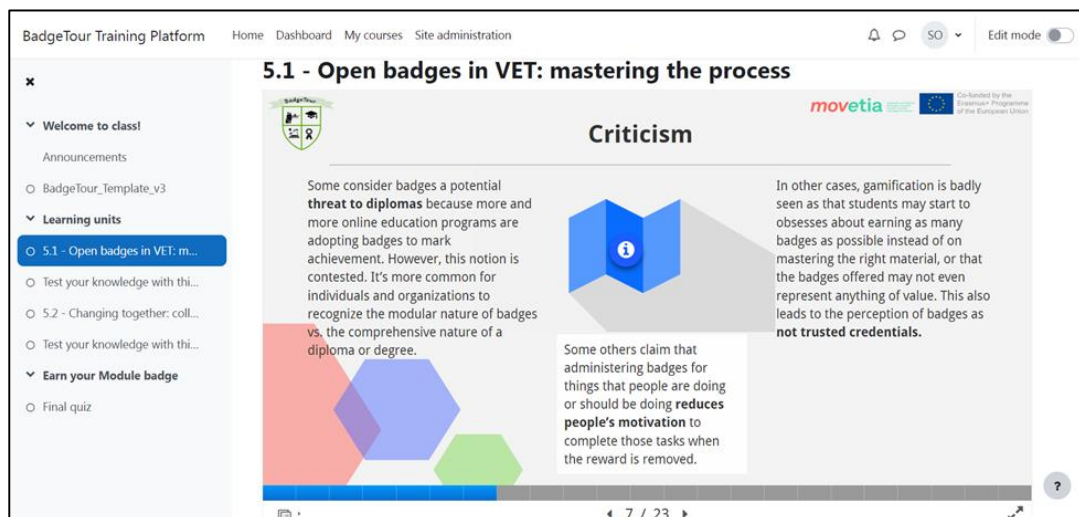 BadgeTour Training Platform
Home Dashboard My courses Site administration
SO
Edit mode
Welcome to class!
Announcements
BadgeTour_Template_v3
Learning units
5.1 - Open badges in VET: m...
Test your knowledge with thi...
5.2 - Changing together: coll...
Test your knowledge with thi...
Earn your Module badge
Final quiz
5.1 - Open badges in VET: mastering the process
BadgeTour
movetia
Co-funded by the
Erasmus+ Programme
of the European Union
Criticism
Some consider badges a potential
threat to diplomas because more and
more online education programs are
adopting badges to mark
achievement. However, this notion is
contested. It's more common for
individuals and organizations to
recognize the modular nature of badges
vs. the comprehensive nature of a
diploma or degree.
Some others claim that
administering badges for
things that people are doing
or should be doing reduces
people's motivation to
complete those tasks when
the reward is removed.
In other cases, gamification is badly
seen as that students may start to
obsesses about earning as many
badges as possible instead of on
mastering the right material, or that
the badges offered may not even
represent anything of value. This also
leads to the perception of badges as
not trusted credentials.
7 / 23
?